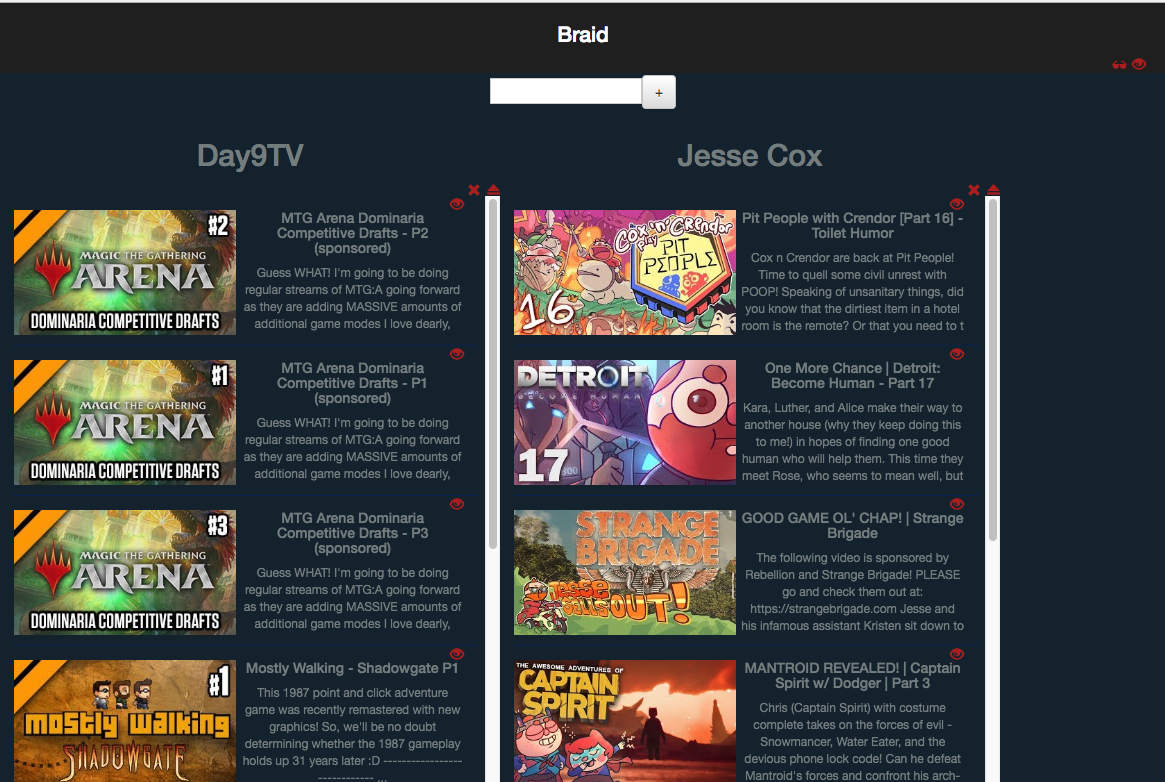 Braid
+
Day9TV
#2
MAGIC THE GATHERING
ARENA
DOMINARIA COMPETITIVE DRAFTS
MTG Arena Dominaria
Competitive Drafts - P2
(sponsored)
Guess WHAT! I'm going to be doing
regular streams of MTG:A going forward
as they are adding MASSIVE amounts of
additional game modes I love dearly,
#1
MAGIC THE GATHERING
ARENA
DOMINARIA COMPETITIVE DRAFTS
MTG Arena Dominaria
Competitive Drafts - P1
(sponsored)
Guess WHAT! I'm going to be doing
regular streams of MTG:A going forward
as they are adding MASSIVE amounts of
additional game modes I love dearly,
#3
MAGIC THE GATHERING
ARENA
DOMINARIA COMPETITIVE DRAFTS
MTG Arena Dominaria
Competitive Drafts - P3
(sponsored)
Guess WHAT! I'm going to be doing
regular streams of MTG:A going forward
as they are adding MASSIVE amounts of
additional game modes I love dearly,
#1
mostly walking
SHADOWGATE
Mostly Walking - Shadowgate P1
This 1987 point and click adventure
game was recently remastered with new
graphics! So, we'll be no doubt
determining whether the 1987 gameplay
holds up 31 years later :D ------------------
------------- ...
Jesse Cox
Cox n' Crendor
play
PIT
PEOPLE
16
Pit People with Crendor [Part 16] -
Toilet Humor
Cox n Crendor are back at Pit People!
Time to quell some civil unrest with
POOP! Speaking of unsanitary things, did
you know that the dirtiest item in a hotel
room is the remote? Or that you need to t
DETROIT
BECOME HUMAN
17
One More Chance | Detroit:
Become Human - Part 17
Kara, Luther, and Alice make their way to
another house (why they keep doing this
to me!) in hopes of finding one good
human who will help them. This time they
meet Rose, who seems to mean well, but
STRANGE
BRIGADE
Jesse
SELLS
OUT!
GOOD GAME OL' CHAP! | Strange
Brigade
The following video is sponsored by
Rebellion and Strange Brigade! PLEASE
go and check them out at:
https://strangebrigade.com Jesse and
his infamous assistant Kristen sit down to
THE AWESOME ADVENTURES OF
CAPTAIN
SPIRIT
MANTROID REVEALED! | Captain
Spirit w/ Dodger | Part 3
Chris (Captain Spirit) with costume
complete takes on the forces of evil -
Snowmancer, Water Eater, and the
devious phone lock code! Can he defeat
Mantroid's forces and confront his arch-